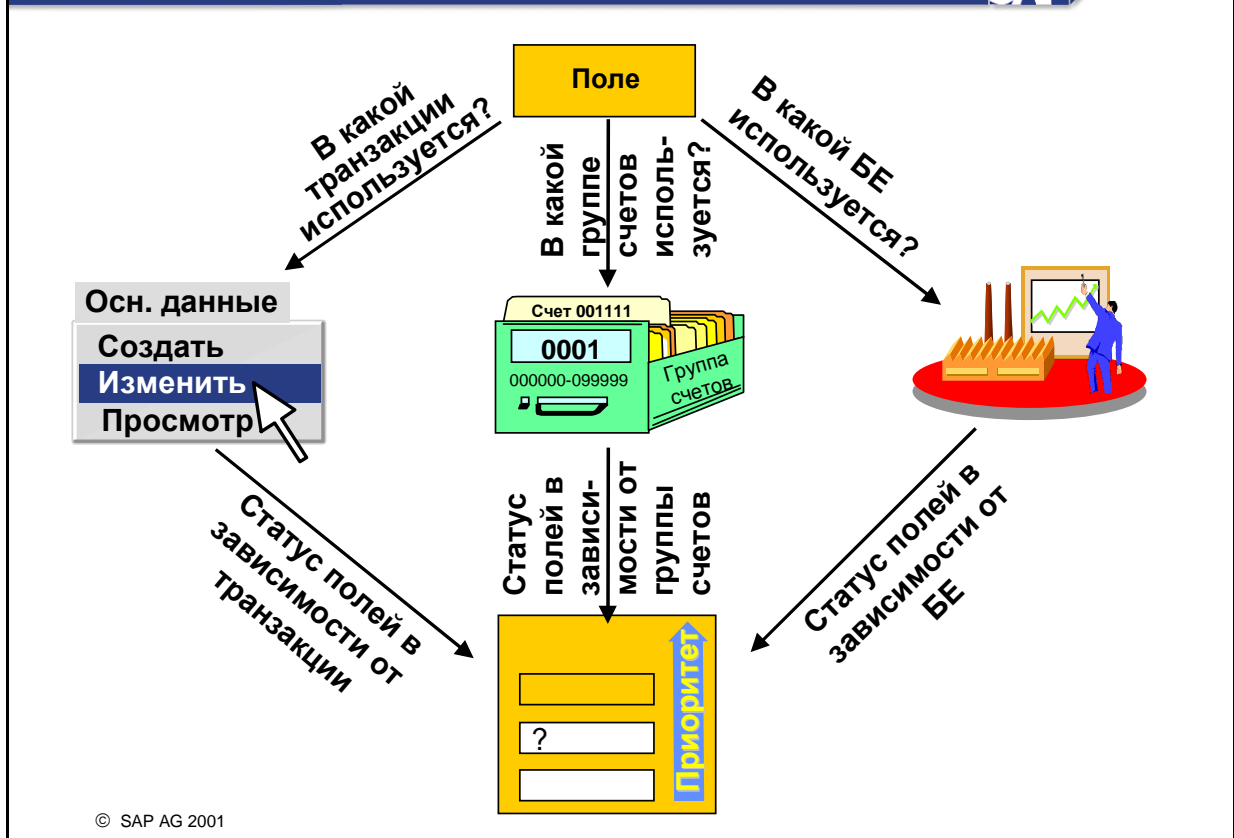 Поле
В какой
транзакции
используется?
В какой
группе
счетов
исполь-
зуется?
В какой БЕ
используется?
Осн. данные
Создать
Изменить
Просмотр
Счет 001111
0001
000000-099999
Группа
счетов
Статус полей в
зависимости от
транзакции
Статус
полей в
зависи-
мости от
группы
счетов
Статус полей в
зависимости от
БЕ
Приоритет
?
© SAP AG 2001